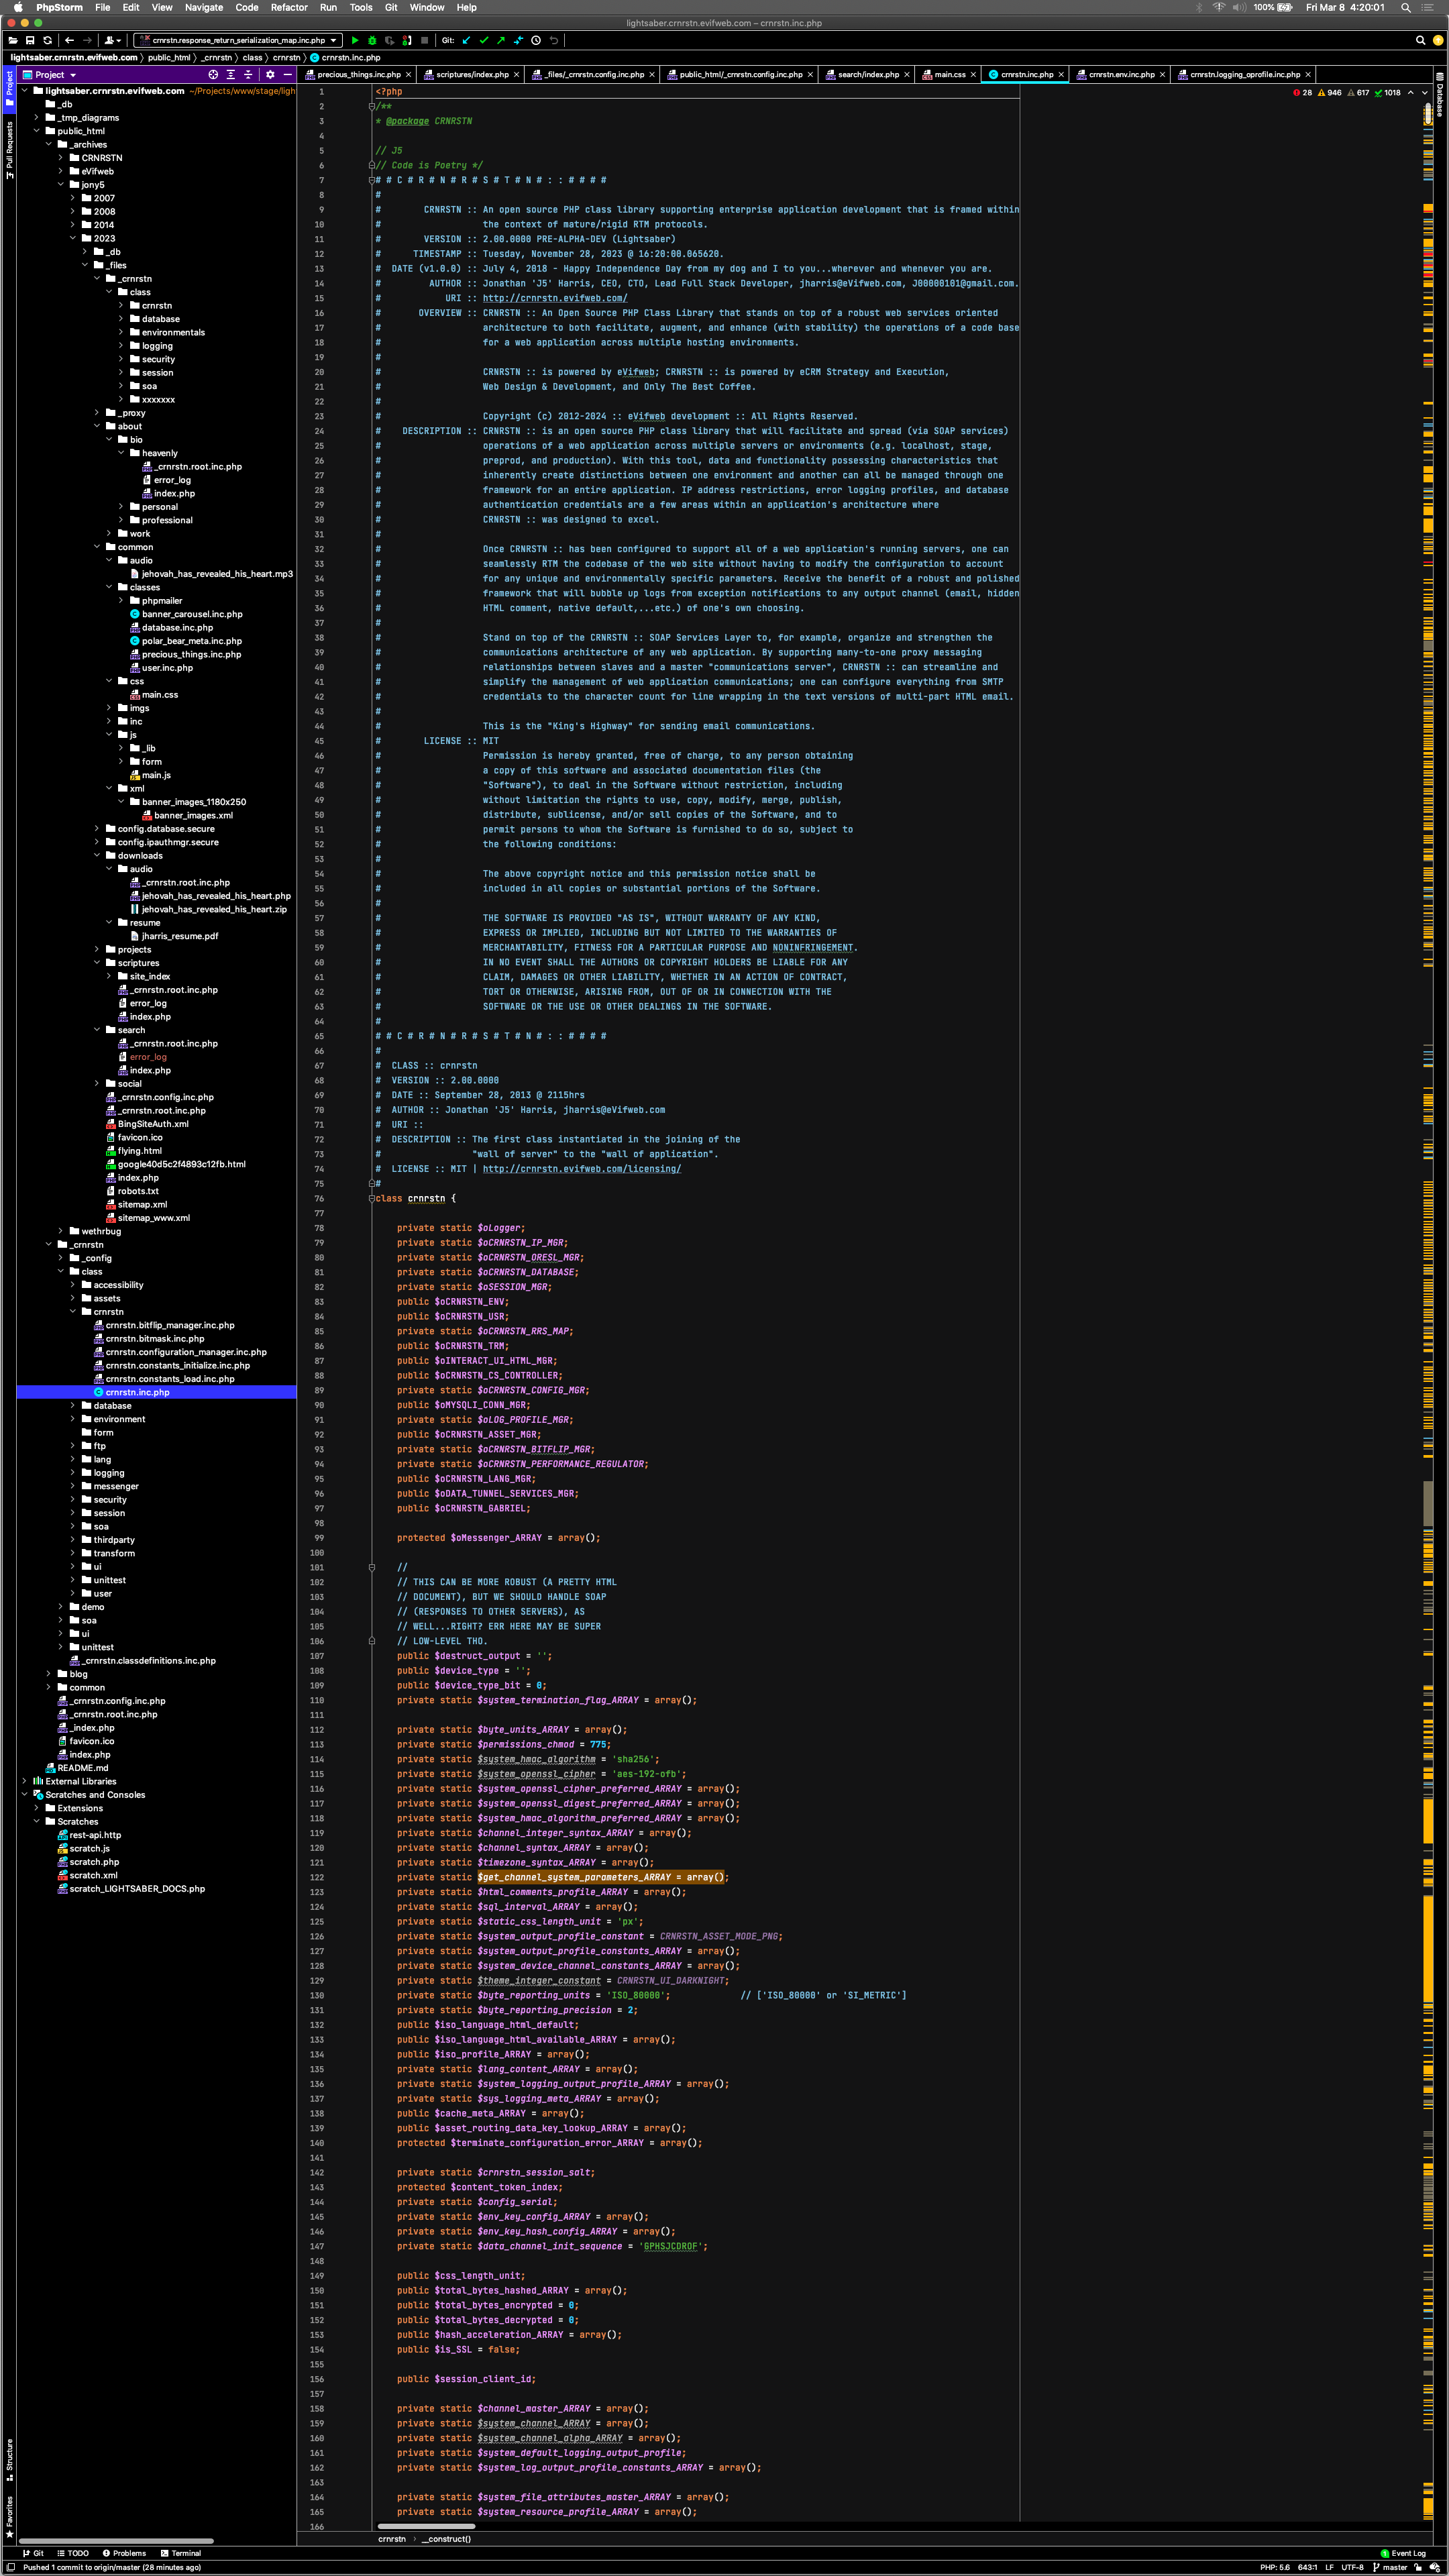 PhpStorm File Edit View Navigate Code Refactor Run Tools Git Window Help
100% Fri Mar 8 4:20:01
lightsaber.crnrstn.evifweb.com – crnrstn.inc.php
crnrstn.response_return_serialization_map.inc.php Git:
lightsaber.crnrstn.evifweb.com public_html _crnrstn class crnrstn crnrstn.inc.php
Project
precious_things.inc.php scriptures/index.php _files/_crnrstn.config.inc.php public_html/_crnrstn.config.inc.php search/index.php main.css crnrstn.inc.php crnrstn.env.inc.php crnrstn.logging_oprofile.inc.php
28 946 617 1018
Project
Pull Requests
Structure
Favorites
Database
lightsaber.crnrstn.evifweb.com ~/Projects/www/stage/ligh
_db
_tmp_diagrams
public_html
_archives
CRNRSTN
eVifweb
jony5
2007
2008
2014
2023
_db
_files
_crnrstn
class
crnrstn
database
environmentals
logging
security
session
soa
xxxxxxx
_proxy
about
bio
heavenly
_crnrstn.root.inc.php
error_log
index.php
personal
professional
work
common
audio
jehovah_has_revealed_his_heart.mp3
classes
phpmailer
banner_carousel.inc.php
database.inc.php
polar_bear_meta.inc.php
precious_things.inc.php
user.inc.php
css
main.css
imgs
inc
js
_lib
form
main.js
xml
banner_images_1180x250
banner_images.xml
config.database.secure
config.ipauthmgr.secure
downloads
audio
_crnrstn.root.inc.php
jehovah_has_revealed_his_heart.php
jehovah_has_revealed_his_heart.zip
resume
jharris_resume.pdf
projects
scriptures
site_index
_crnrstn.root.inc.php
error_log
index.php
search
_crnrstn.root.inc.php
error_log
index.php
social
_crnrstn.config.inc.php
_crnrstn.root.inc.php
BingSiteAuth.xml
favicon.ico
flying.html
google40d5c2f4893c12fb.html
index.php
robots.txt
sitemap.xml
sitemap_www.xml
wethrbug
_crnrstn
_config
class
accessibility
assets
crnrstn
crnrstn.bitflip_manager.inc.php
crnrstn.bitmask.inc.php
crnrstn.configuration_manager.inc.php
crnrstn.constants_initialize.inc.php
crnrstn.constants_load.inc.php
crnrstn.inc.php
database
environment
form
ftp
lang
logging
messenger
security
session
soa
thirdparty
transform
ui
unittest
user
demo
soa
ui
unittest
_crnrstn.classdefinitions.inc.php
blog
common
_crnrstn.config.inc.php
_crnrstn.root.inc.php
_index.php
favicon.ico
index.php
README.md
External Libraries
Scratches and Consoles
Extensions
Scratches
rest-api.http
scratch.js
scratch.php
scratch.xml
scratch_LIGHTSABER_DOCS.php
1 <?php
2 /**
3 * @package CRNRSTN
4
5 // J5
6 // Code is Poetry */
7 # # C # R # N # R # S # T # N # : : # # # #
8 #
9 # CRNRSTN :: An open source PHP class library supporting enterprise application development that is framed within
10 # the context of mature/rigid RTM protocols.
11 # VERSION :: 2.00.0000 PRE-ALPHA-DEV (Lightsaber)
12 # TIMESTAMP :: Tuesday, November 28, 2023 @ 16:20:00.065620.
13 # DATE (v1.0.0) :: July 4, 2018 - Happy Independence Day from my dog and I to you...wherever and whenever you are.
14 # AUTHOR :: Jonathan 'J5' Harris, CEO, CTO, Lead Full Stack Developer, jharris@eVifweb.com, J00000101@gmail.com.
15 # URI :: http://crnrstn.evifweb.com/
16 # OVERVIEW :: CRNRSTN :: An Open Source PHP Class Library that stands on top of a robust web services oriented
17 # architecture to both facilitate, augment, and enhance (with stability) the operations of a code base
18 # for a web application across multiple hosting environments.
19 #
20 # CRNRSTN :: is powered by eVifweb; CRNRSTN :: is powered by eCRM Strategy and Execution,
21 # Web Design & Development, and Only The Best Coffee.
22 #
23 # Copyright (c) 2012-2024 :: eVifweb development :: All Rights Reserved.
24 # DESCRIPTION :: CRNRSTN :: is an open source PHP class library that will facilitate and spread (via SOAP services)
25 # operations of a web application across multiple servers or environments (e.g. localhost, stage,
26 # preprod, and production). With this tool, data and functionality possessing characteristics that
27 # inherently create distinctions between one environment and another can all be managed through one
28 # framework for an entire application. IP address restrictions, error logging profiles, and database
29 # authentication credentials are a few areas within an application's architecture where
30 # CRNRSTN :: was designed to excel.
31 #
32 # Once CRNRSTN :: has been configured to support all of a web application's running servers, one can
33 # seamlessly RTM the codebase of the web site without having to modify the configuration to account
34 # for any unique and environmentally specific parameters. Receive the benefit of a robust and polished
35 # framework that will bubble up logs from exception notifications to any output channel (email, hidden
36 # HTML comment, native default,...etc.) of one's own choosing.
37 #
38 # Stand on top of the CRNRSTN :: SOAP Services Layer to, for example, organize and strengthen the
39 # communications architecture of any web application. By supporting many-to-one proxy messaging
40 # relationships between slaves and a master "communications server", CRNRSTN :: can streamline and
41 # simplify the management of web application communications; one can configure everything from SMTP
42 # credentials to the character count for line wrapping in the text versions of multi-part HTML email.
43 #
44 # This is the "King's Highway" for sending email communications.
45 # LICENSE :: MIT
46 # Permission is hereby granted, free of charge, to any person obtaining
47 # a copy of this software and associated documentation files (the
48 # "Software"), to deal in the Software without restriction, including
49 # without limitation the rights to use, copy, modify, merge, publish,
50 # distribute, sublicense, and/or sell copies of the Software, and to
51 # permit persons to whom the Software is furnished to do so, subject to
52 # the following conditions:
53 #
54 # The above copyright notice and this permission notice shall be
55 # included in all copies or substantial portions of the Software.
56 #
57 # THE SOFTWARE IS PROVIDED "AS IS", WITHOUT WARRANTY OF ANY KIND,
58 # EXPRESS OR IMPLIED, INCLUDING BUT NOT LIMITED TO THE WARRANTIES OF
59 # MERCHANTABILITY, FITNESS FOR A PARTICULAR PURPOSE AND NONINFRINGEMENT.
60 # IN NO EVENT SHALL THE AUTHORS OR COPYRIGHT HOLDERS BE LIABLE FOR ANY
61 # CLAIM, DAMAGES OR OTHER LIABILITY, WHETHER IN AN ACTION OF CONTRACT,
62 # TORT OR OTHERWISE, ARISING FROM, OUT OF OR IN CONNECTION WITH THE
63 # SOFTWARE OR THE USE OR OTHER DEALINGS IN THE SOFTWARE.
64 #
65 # # C # R # N # R # S # T # N # : : # # # #
66 #
67 # CLASS :: crnrstn
68 # VERSION :: 2.00.0000
69 # DATE :: September 28, 2013 @ 2115hrs
70 # AUTHOR :: Jonathan 'J5' Harris, jharris@eVifweb.com
71 # URI ::
72 # DESCRIPTION :: The first class instantiated in the joining of the
73 # "wall of server" to the "wall of application".
74 # LICENSE :: MIT | http://crnrstn.evifweb.com/licensing/
75 #
76 class crnrstn {
77
78 private static $oLogger;
79 private static $oCRNRSTN_IP_MGR;
80 private static $oCRNRSTN_ORESL_MGR;
81 private static $oCRNRSTN_DATABASE;
82 private static $oSESSION_MGR;
83 public $oCRNRSTN_ENV;
84 public $oCRNRSTN_USR;
85 private static $oCRNRSTN_RRS_MAP;
86 public $oCRNRSTN_TRM;
87 public $oINTERACT_UI_HTML_MGR;
88 public $oCRNRSTN_CS_CONTROLLER;
89 private static $oCRNRSTN_CONFIG_MGR;
90 public $oMYSQLI_CONN_MGR;
91 private static $oLOG_PROFILE_MGR;
92 public $oCRNRSTN_ASSET_MGR;
93 private static $oCRNRSTN_BITFLIP_MGR;
94 private static $oCRNRSTN_PERFORMANCE_REGULATOR;
95 public $oCRNRSTN_LANG_MGR;
96 public $oDATA_TUNNEL_SERVICES_MGR;
97 public $oCRNRSTN_GABRIEL;
98
99 protected $oMessenger_ARRAY = array();
100
101 //
102 // THIS CAN BE MORE ROBUST (A PRETTY HTML
103 // DOCUMENT), BUT WE SHOULD HANDLE SOAP
104 // (RESPONSES TO OTHER SERVERS), AS
105 // WELL...RIGHT? ERR HERE MAY BE SUPER
106 // LOW-LEVEL THO.
107 public $destruct_output = '';
108 public $device_type = '';
109 public $device_type_bit = 0;
110 private static $system_termination_flag_ARRAY = array();
111
112 private static $byte_units_ARRAY = array();
113 private static $permissions_chmod = 775;
114 private static $system_hmac_algorithm = 'sha256';
115 private static $system_openssl_cipher = 'aes-192-ofb';
116 private static $system_openssl_cipher_preferred_ARRAY = array();
117 private static $system_openssl_digest_preferred_ARRAY = array();
118 private static $system_hmac_algorithm_preferred_ARRAY = array();
119 private static $channel_integer_syntax_ARRAY = array();
120 private static $channel_syntax_ARRAY = array();
121 private static $timezone_syntax_ARRAY = array();
122 private static $get_channel_system_parameters_ARRAY = array();
123 private static $html_comments_profile_ARRAY = array();
124 private static $sql_interval_ARRAY = array();
125 private static $static_css_length_unit = 'px';
126 private static $system_output_profile_constant = CRNRSTN_ASSET_MODE_PNG;
127 private static $system_output_profile_constants_ARRAY = array();
128 private static $system_device_channel_constants_ARRAY = array();
129 private static $theme_integer_constant = CRNRSTN_UI_DARKNIGHT;
130 private static $byte_reporting_units = 'ISO_80000'; // ['ISO_80000' or 'SI_METRIC']
131 private static $byte_reporting_precision = 2;
132 public $iso_language_html_default;
133 public $iso_language_html_available_ARRAY = array();
134 public $iso_profile_ARRAY = array();
135 private static $lang_content_ARRAY = array();
136 private static $system_logging_output_profile_ARRAY = array();
137 private static $sys_logging_meta_ARRAY = array();
138 public $cache_meta_ARRAY = array();
139 public $asset_routing_data_key_lookup_ARRAY = array();
140 protected $terminate_configuration_error_ARRAY = array();
141
142 private static $crnrstn_session_salt;
143 protected $content_token_index;
144 private static $config_serial;
145 private static $env_key_config_ARRAY = array();
146 private static $env_key_hash_config_ARRAY = array();
147 private static $data_channel_init_sequence = 'GPHSJCDROF';
148
149 public $css_length_unit;
150 public $total_bytes_hashed_ARRAY = array();
151 public $total_bytes_encrypted = 0;
152 public $total_bytes_decrypted = 0;
153 public $hash_acceleration_ARRAY = array();
154 public $is_SSL = false;
155
156 public $session_client_id;
157
158 private static $channel_master_ARRAY = array();
159 private static $system_channel_ARRAY = array();
160 private static $system_channel_alpha_ARRAY = array();
161 private static $system_default_logging_output_profile;
162 private static $system_log_output_profile_constants_ARRAY = array();
163
164 private static $system_file_attributes_master_ARRAY = array();
165 private static $system_resource_profile_ARRAY = array();
166
crnrstn __construct()
Git TODO Problems Terminal 1 Event Log
Pushed 1 commit to origin/master (28 minutes ago) PHP: 5.6 643:1 LF UTF-8 master